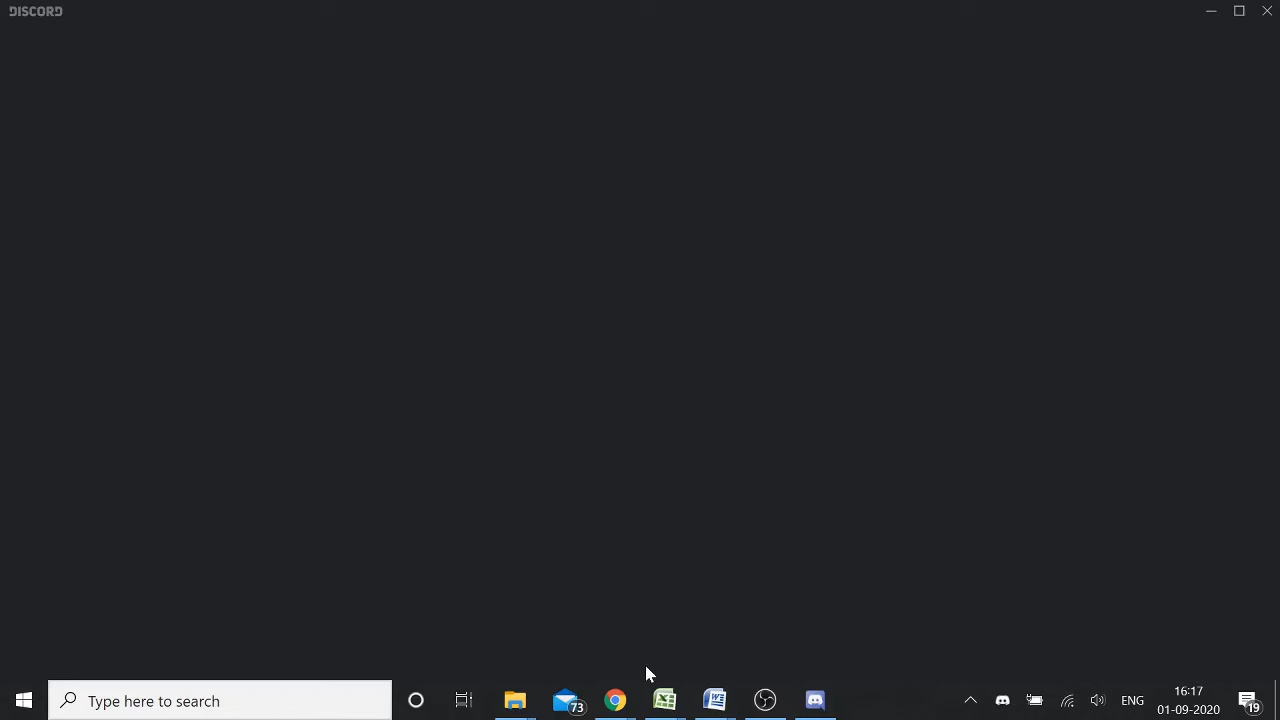 DISCORD
Type here to search
73
ENG
16:17
01-09-2020
19